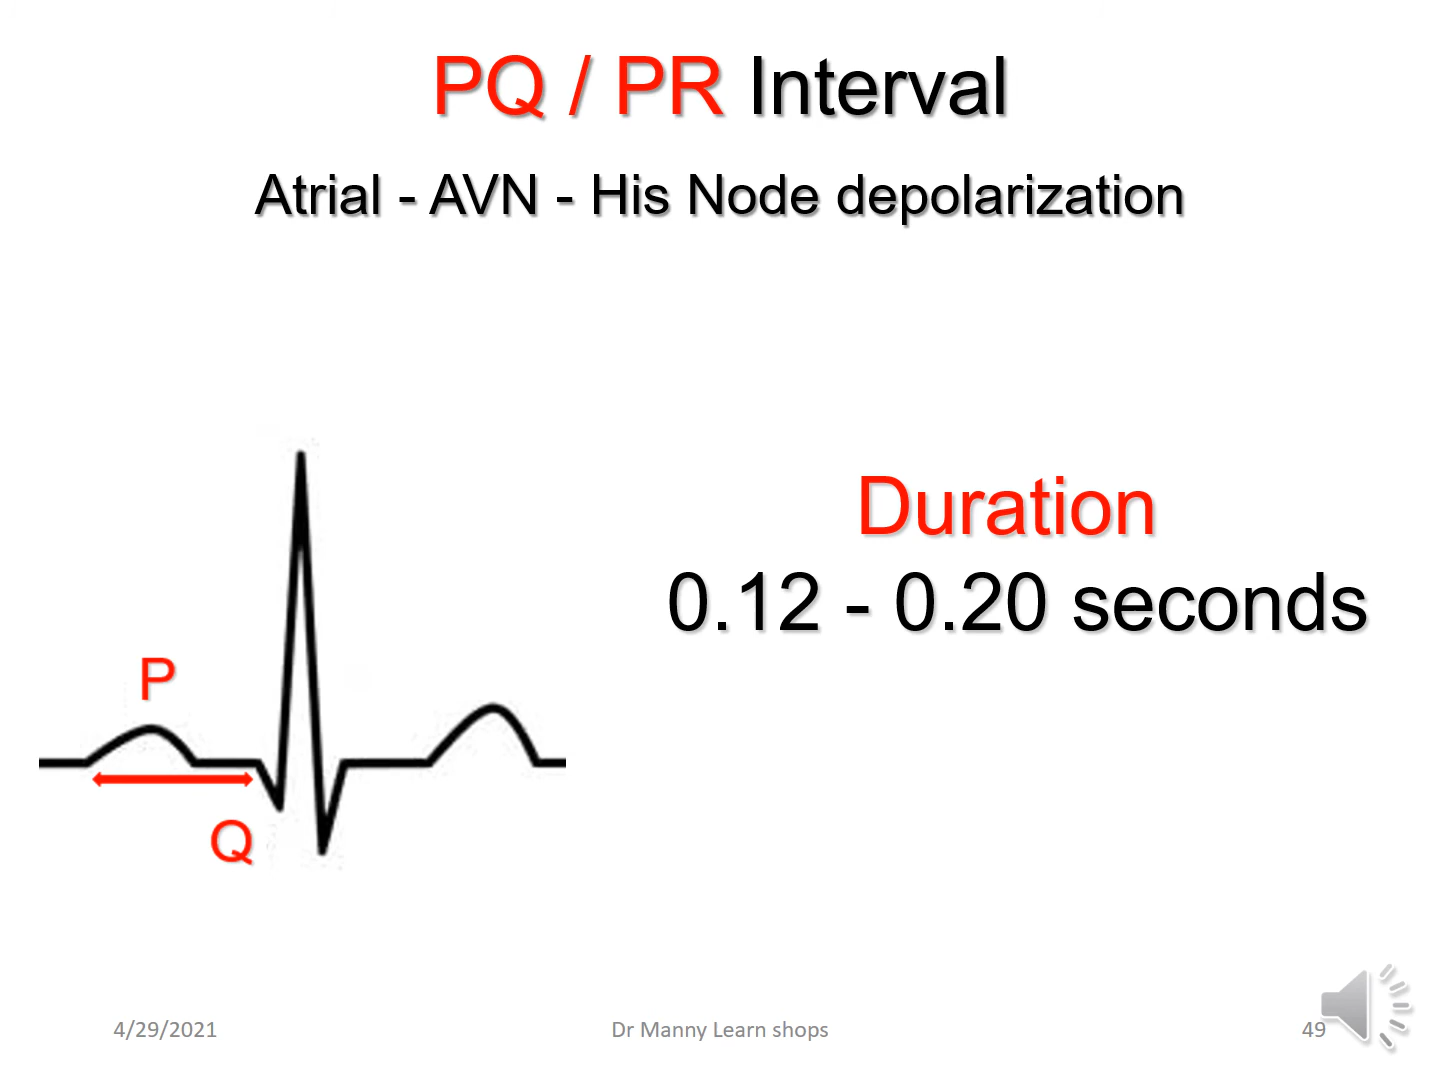 PQ / PR Interval
Atrial - AVN - His Node depolarization
Duration
0.12 - 0.20 seconds
P
Q
4/29/2021
Dr Manny Learn shops
49